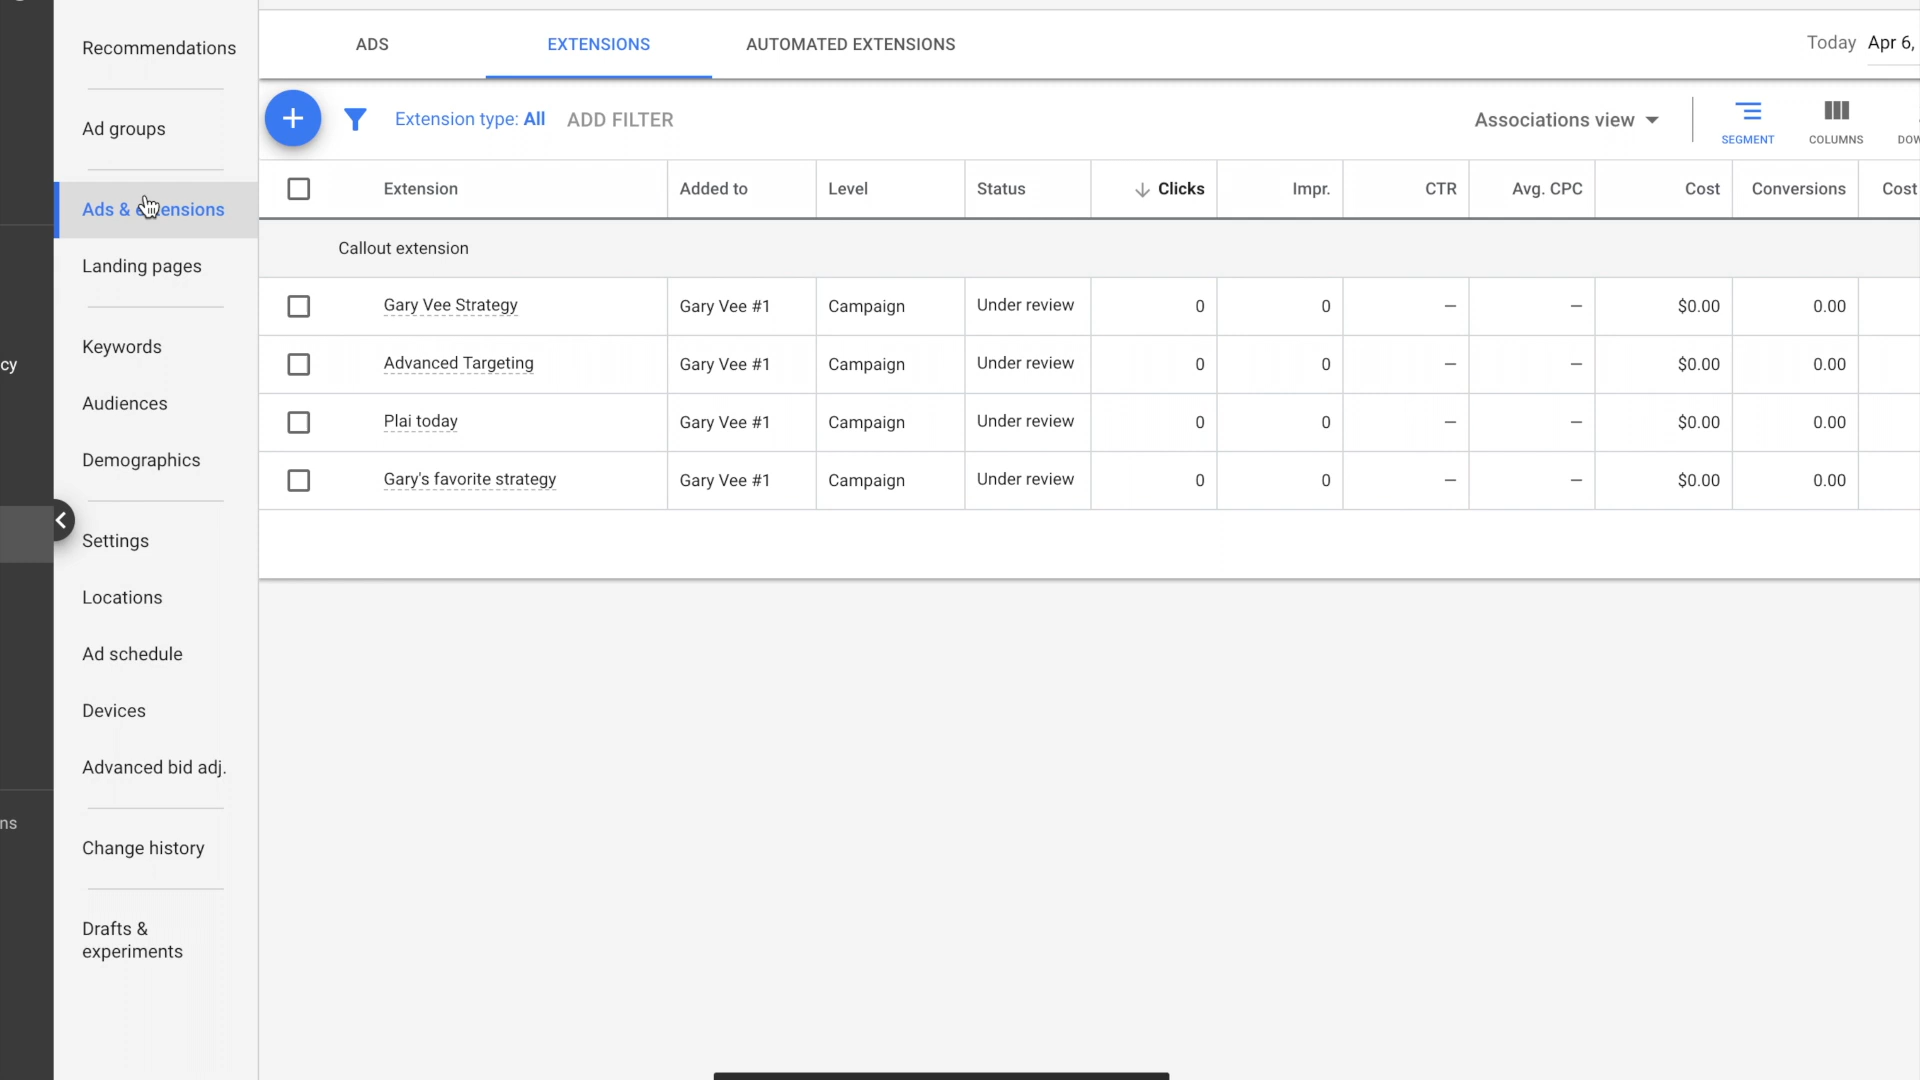 Recommendations
Ad groups
Ads & extensions
Landing pages
Keywords
Audiences
Demographics
Settings
Locations
Ad schedule
Devices
Advanced bid adj.
Change history
Drafts &
experiments
cy
ns
ADS EXTENSIONS AUTOMATED EXTENSIONS Today Apr 6,
Extension type: All ADD FILTER Associations view SEGMENT COLUMNS DOW
Extension Added to Level Status Clicks Impr. CTR Avg. CPC Cost Conversions Cost
Callout extension
Gary Vee Strategy Gary Vee #1 Campaign Under review 0 0 — — $0.00 0.00
Advanced Targeting Gary Vee #1 Campaign Under review 0 0 — — $0.00 0.00
Plai today Gary Vee #1 Campaign Under review 0 0 — — $0.00 0.00
Gary's favorite strategy Gary Vee #1 Campaign Under review 0 0 — — $0.00 0.00